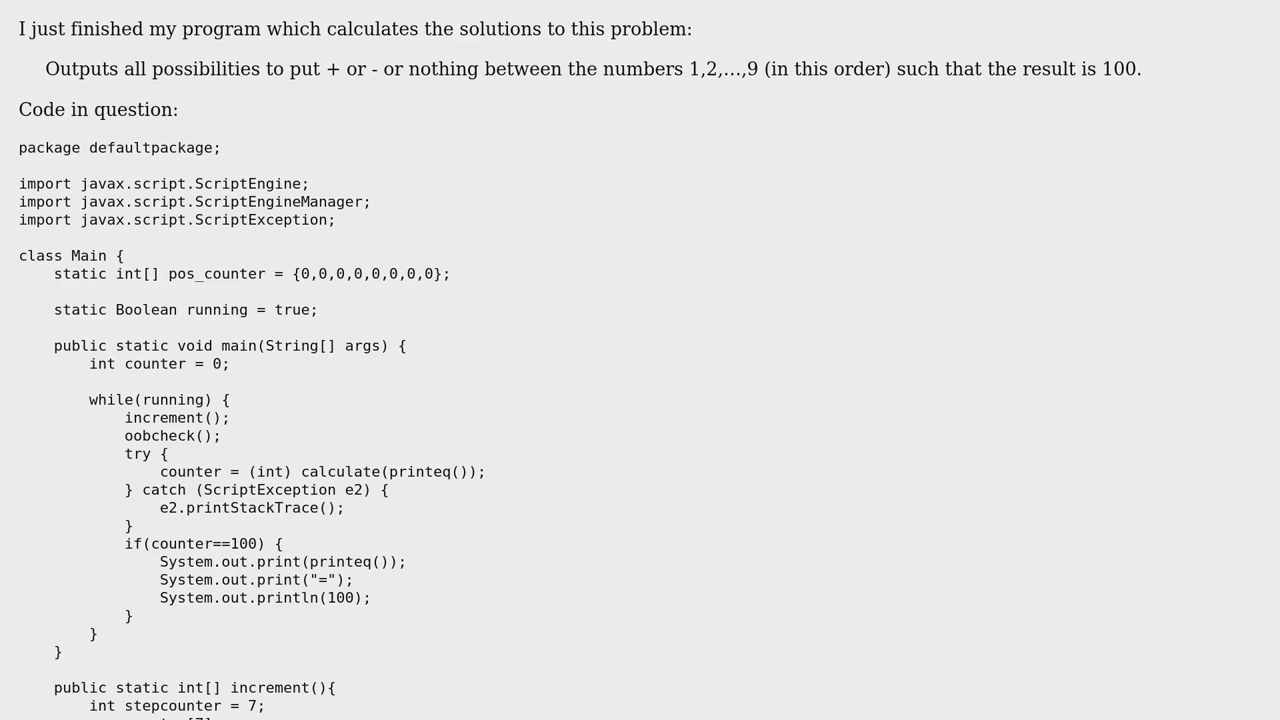 I just finished my program which calculates the solutions to this problem:
Outputs all possibilities to put + or - or nothing between the numbers 1,2,…,9 (in this order) such that the result is 100.
Code in question:
package defaultpackage;
import javax.script.ScriptEngine;
import javax.script.ScriptEngineManager;
import javax.script.ScriptException;
class Main {
    static int[] pos_counter = {0,0,0,0,0,0,0,0};
    static Boolean running = true;
    public static void main(String[] args) {
        int counter = 0;
        while(running) {
            increment();
            oobcheck();
            try {
                counter = (int) calculate(printeq());
            } catch (ScriptException e2) {
                e2.printStackTrace();
            }
            if(counter==100) {
                System.out.print(printeq());
                System.out.print("=");
                System.out.println(100);
            }
        }
    }
    public static int[] increment(){
        int stepcounter = 7;